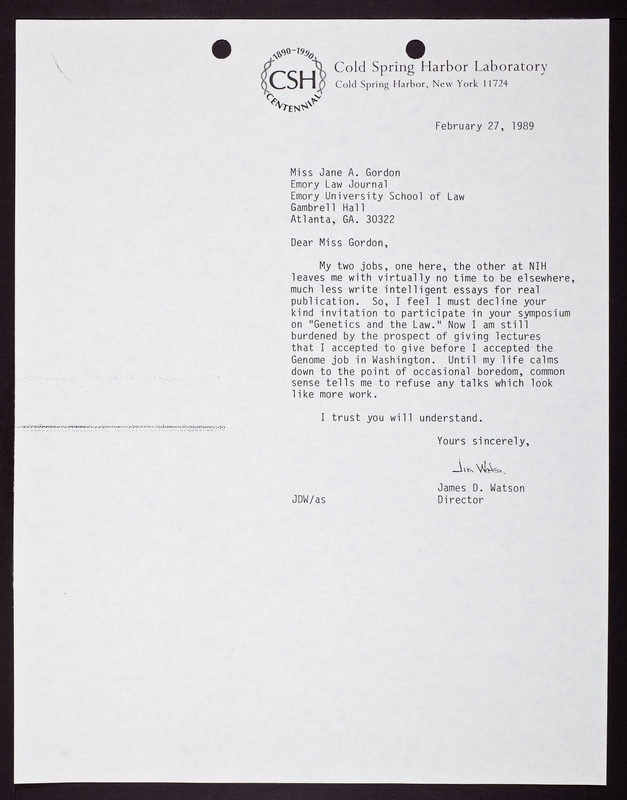 1890-1990
CSH
CENTENNIAL
Cold Spring Harbor Laboratory
Cold Spring Harbor, New York 11724
February 27, 1989
Miss Jane A. Gordon
Emory Law Journal
Emory University School of Law
Gambrell Hall
Atlanta, GA. 30322
Dear Miss Gordon,
My two jobs, one here, the other at NIH
leaves me with virtually no time to be elsewhere,
much less write intelligent essays for real
publication. So, I feel I must decline your
kind invitation to participate in your symposium
on "Genetics and the Law." Now I am still
burdened by the prospect of giving lectures
that I accepted to give before I accepted the
Genome job in Washington. Until my life calms
down to the point of occasional boredom, common
sense tells me to refuse any talks which look
like more work.
I trust you will understand.
Yours sincerely,
Jim Watson
James D. Watson
JDW/as Director